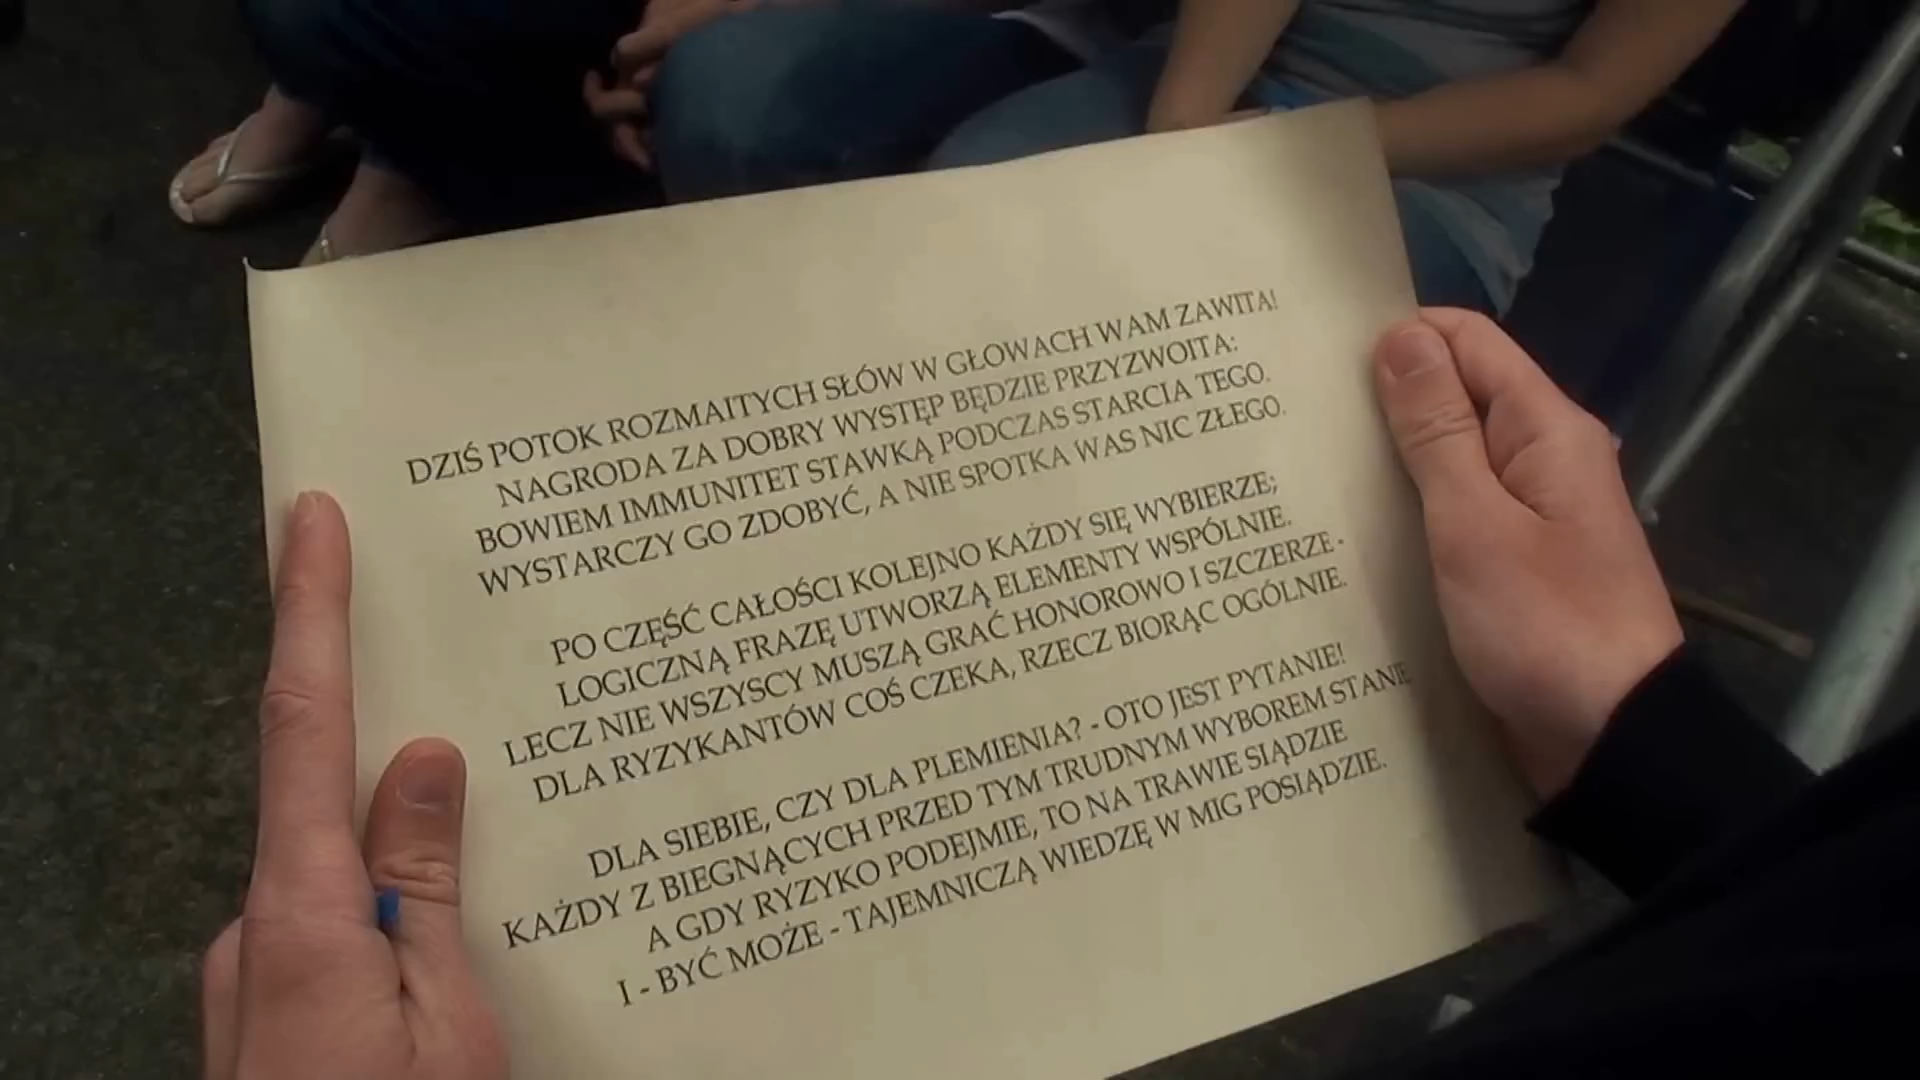 DZIŚ POTOK ROZMAITYCH SŁÓW W GŁOWACH WAM ZAWITA!
NAGRODA ZA DOBRY WYSTĘP BĘDZIE PRZYZWOITA:
BOWIEM IMMUNITET STAWKĄ PODCZAS STARCIA TEGO.
WYSTARCZY GO ZDOBYĆ, A NIE SPOTKA WAS NIC ZŁEGO.
PO CZĘŚĆ CAŁOŚCI KOLEJNO KAŻDY SIĘ WYBIERZE;
LOGICZNĄ FRAZĘ UTWORZĄ ELEMENTY WSPÓLNIE.
LECZ NIE WSZYSCY MUSZĄ GRAĆ HONOROWO I SZCZERZE -
DLA RYZYKANTÓW COŚ CZEKA, RZECZ BIORĄC OGÓLNIE.
DLA SIEBIE, CZY DLA PLEMIENIA? - OTO JEST PYTANIE!
KAŻDY Z BIEGNĄCYCH PRZED TYM TRUDNYM WYBOREM STANIE
A GDY RYZYKO PODEJMIE, TO NA TRAWIE SIĄDZIE
I - BYĆ MOŻE - TAJEMNICZĄ WIEDZĘ W MIG POSIĄDZIE.